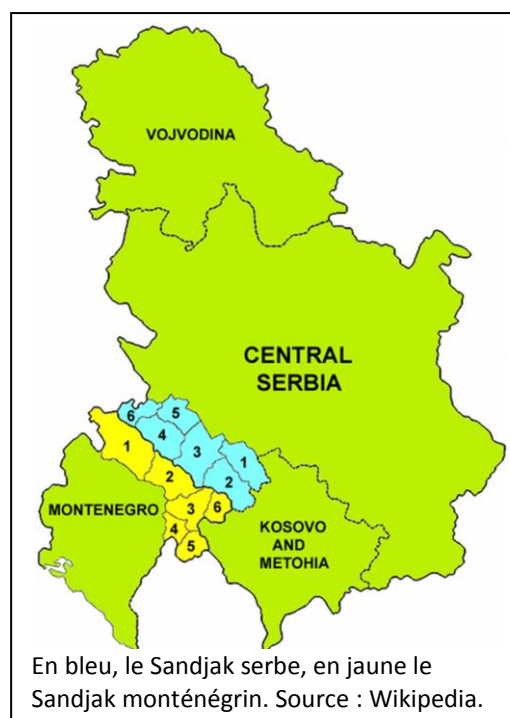 VOJVODINA
CENTRAL
SERBIA
6
5
4
3
1
2
1
2
3
6
4
5
MONTENEGRO
KOSOVO
AND
METOHIA
En bleu, le Sandjak serbe, en jaune le
Sandjak monténégrin. Source : Wikipedia.